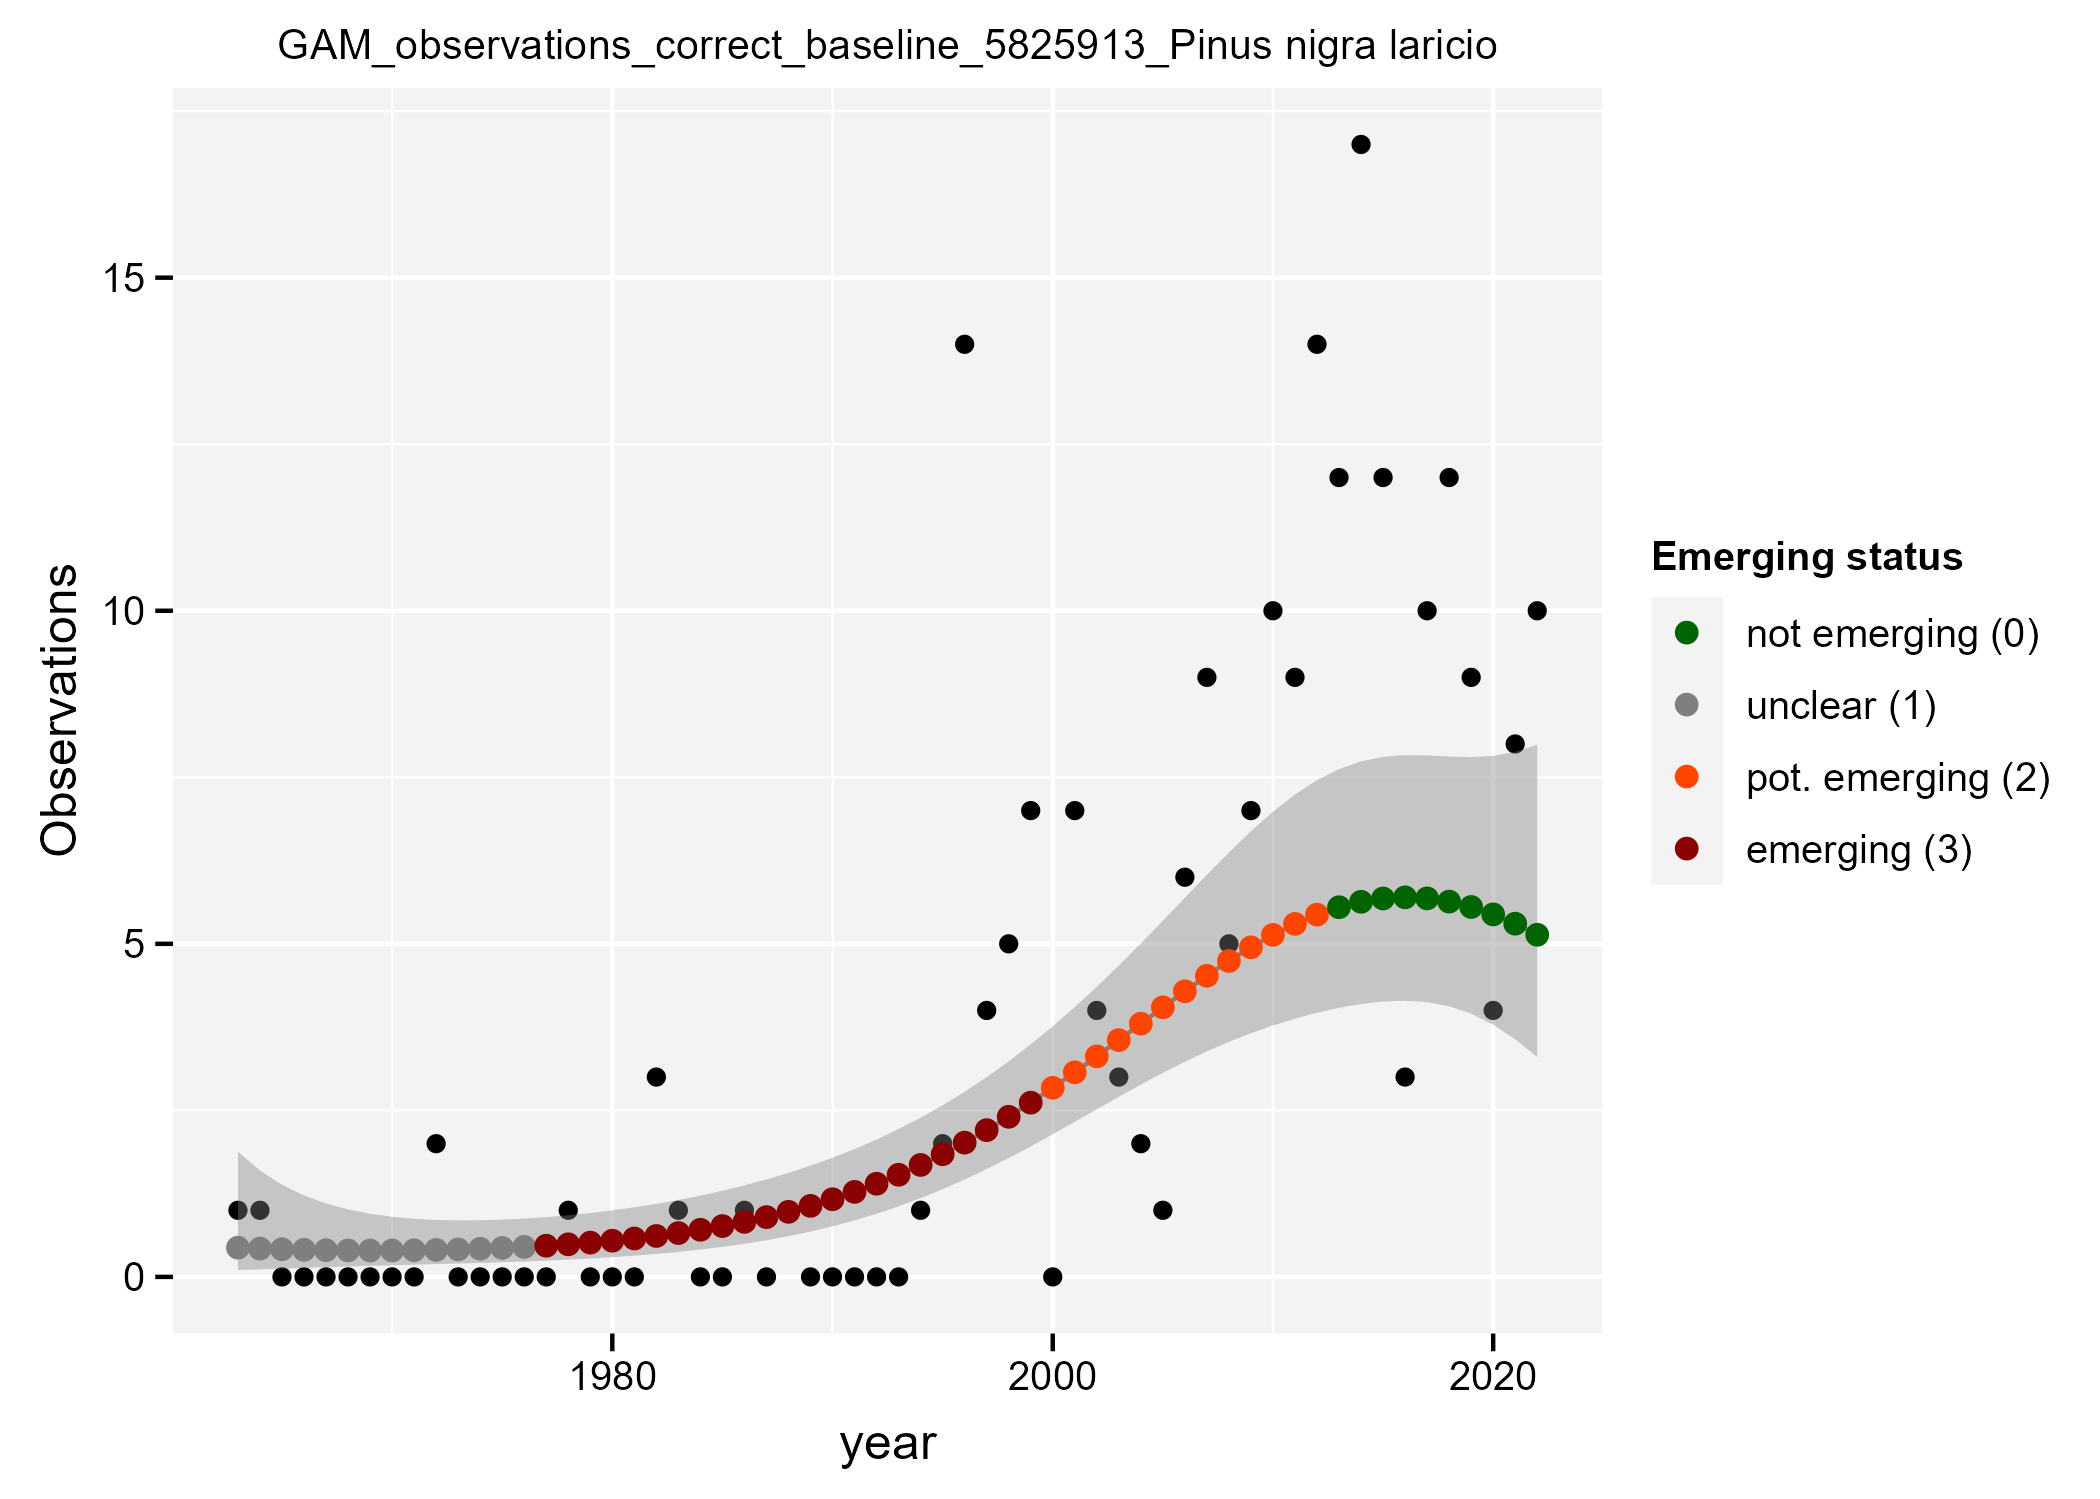 GAM_observations_correct_baseline_5825913_Pinus nigra laricio
Observations
15
10
5
0
1980
2000
2020
year
Emerging status
not emerging (0)
unclear (1)
pot. emerging (2)
emerging (3)